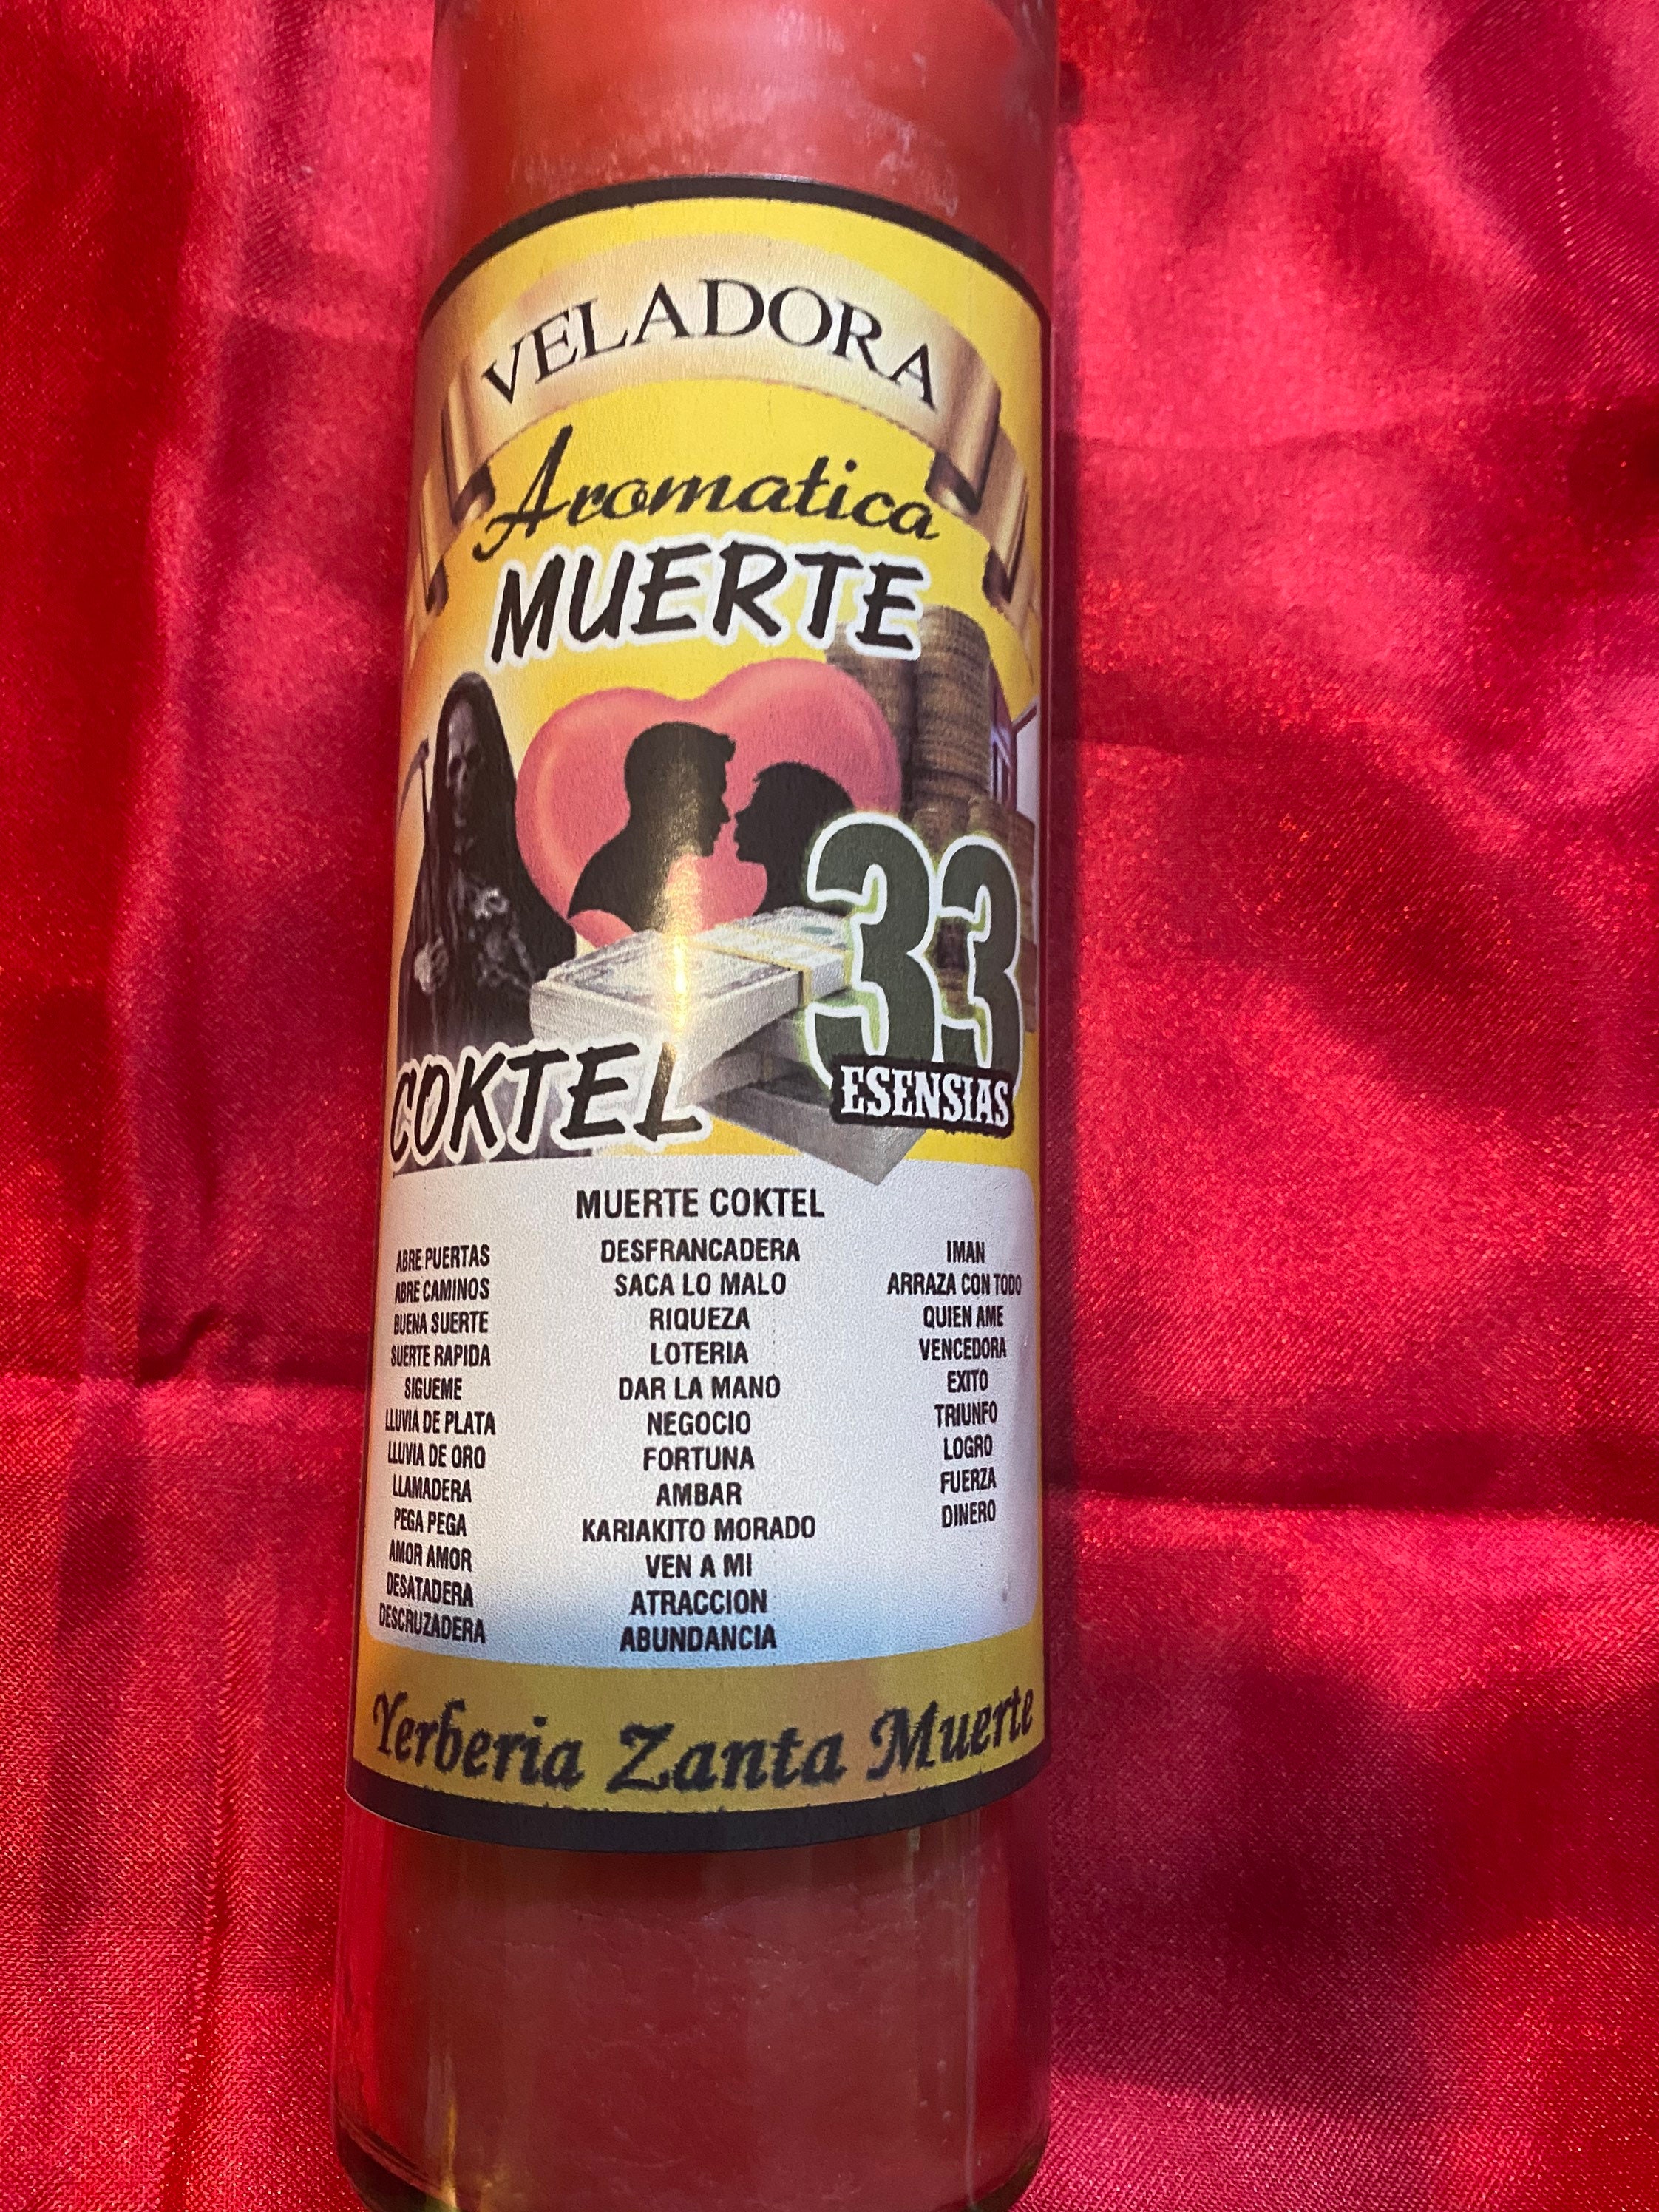 VELADORA
Aromatica
MUERTE
33
ESENSIAS
COKTEL
MUERTE COKTEL
ABRE PUERTAS
ABRE CAMINOS
BUENA SUERTE
SUERTE RAPIDA
SIGUEME
LLUVIA DE PLATA
LLUVIA DE ORO
LLAMADERA
PEGA PEGA
AMOR AMOR
DESATADERA
DESCRUZADERA
DESFRANCADERA
SACA LO MALO
RIQUEZA
LOTERIA
DAR LA MANO
NEGOCIO
FORTUNA
AMBAR
KARIAKITO MORADO
VEN A MI
ATRACCION
ABUNDANCIA
IMAN
ARRAZA CON TODO
QUIEN AME
VENCEDORA
EXITO
TRIUNFO
LOGRO
FUERZA
DINERO
Yerberia Zanta Muerte